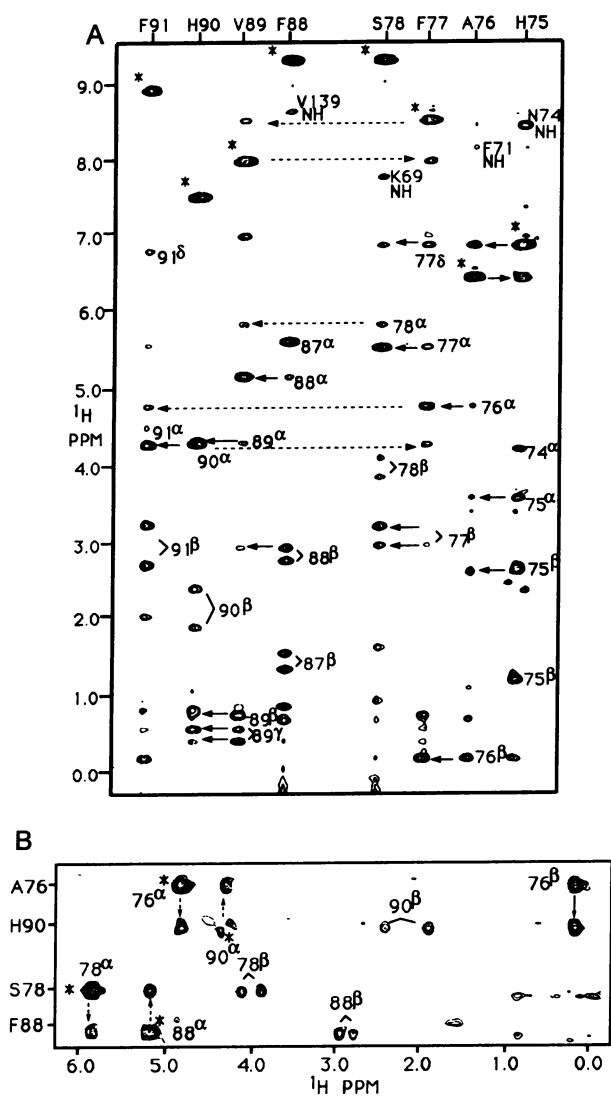 A
F91 H90 V89 F88 S78 F77 A76 H75
* *
9.0
*
V139
NH
*
N74
NH
*
8.0
F71
NH
K69
NH
*
7.0
*
91δ
77δ
*
6.0
78α
87α
77α
5.0
88α
76α
¹H
PPM
91α
89α
90α
74α
4.0
78β
75α
3.0
91β
88β
77β
75β
2.0
90β
87β
75β
1.0
89β
89γ
76β
0.0
B
A76
*
76α
76β
H90
*
90α
90β
78α
78β
S78
*
*
88β
F88
88α
6.0 5.0 4.0 3.0 2.0 1.0 0.0
¹H PPM